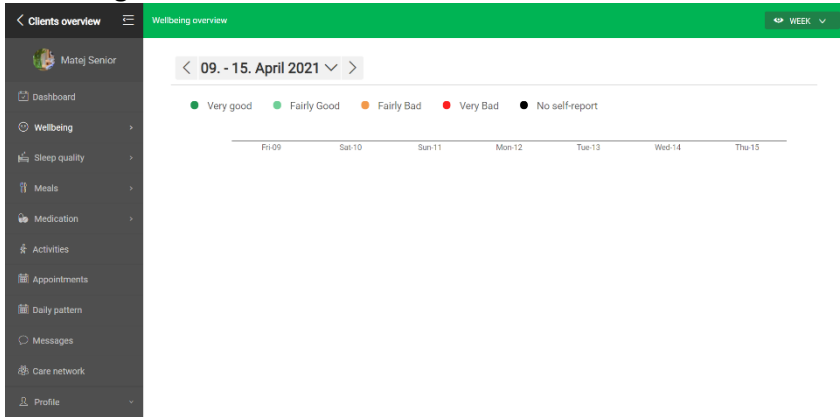 Clients overview
Wellbeing overview
WEEK
Matej Senior
Dashboard
Wellbeing
Sleep quality
Meals
Medication
Activities
Appointments
Daily pattern
Messages
Care network
Profile
09. - 15. April 2021
Very good Fairly Good Fairly Bad Very Bad No self-report
Fri-09 Sat-10 Sun-11 Mon-12 Tue-13 Wed-14 Thu-15